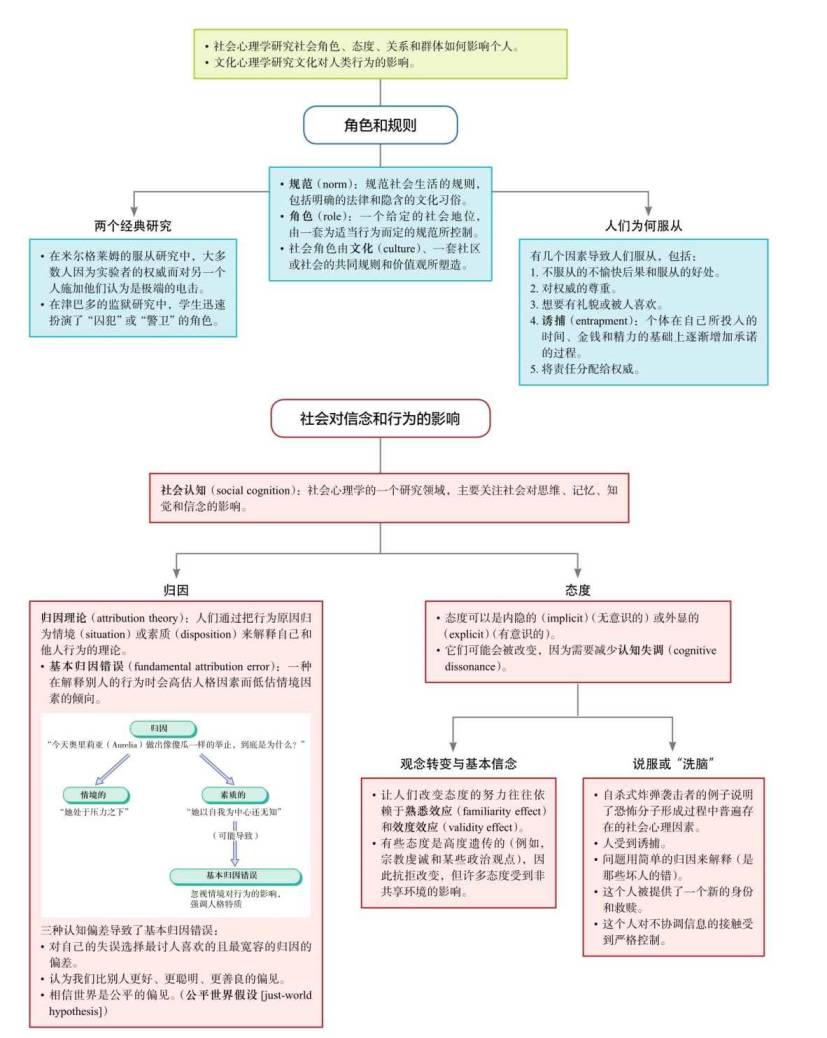 • 社会心理学研究社会角色、态度、关系和群体如何影响个人。
• 文化心理学研究文化对人类行为的影响。
角色和规则
• 规范（norm）：规范社会生活的规则，
包括明确的法律和隐含的文化习俗。
• 角色（role）：一个给定的社会地位，
由一套为适当行为而定的规范所控制。
• 社会角色由文化（culture）、一套社区
或社会的共同规则和价值观所塑造。
两个经典研究
• 在米尔格莱姆的服从研究中，大多
数人因为实验者的权威而对另一个
人施加他们认为是极端的电击。
• 在津巴多的监狱研究中，学生迅速
扮演了“囚犯”或“警卫”的角色。
人们为何服从
有几个因素导致人们服从，包括：
1. 不服从的不愉快后果和服从的好处。
2. 对权威的尊重。
3. 想要有礼貌或被人喜欢。
4. 诱捕（entrapment）：个体在自己所投入的
时间、金钱和精力的基础上逐渐增加承诺
的过程。
5. 将责任分配给权威。
社会对信念和行为的影响
社会认知（social cognition）：社会心理学的一个研究领域，主要关注社会对思维、记忆、知
觉和信念的影响。
归因
归因理论（attribution theory）：人们通过把行为原因归
为情境（situation）或素质（disposition）来解释自己和
他人行为的理论。
• 基本归因错误（fundamental attribution error）：一种
在解释别人的行为时会高估人格因素而低估情境因
素的倾向。
归因
“今天奥里莉亚（Aurelia）做出像傻瓜一样的举止，到底是为什么？”
情境的
“她处于压力之下”
素质的
“她以自我为中心还无知”
（可能导致）
基本归因错误
忽视情境对行为的影响，
强调人格特质
三种认知偏差导致了基本归因错误：
• 对自己的失误选择最讨人喜欢的且最宽容的归因的
偏差。
• 认为我们比别人更好、更聪明、更善良的偏见。
• 相信世界是公平的偏见。（公平世界假设 [just-world
hypothesis]）
态度
• 态度可以是内隐的（implicit）（无意识的）或外显的
（explicit）（有意识的）。
• 它们可能会被改变，因为需要减少认知失调（cognitive
dissonance）。
观念转变与基本信念
• 让人们改变态度的努力往往依
赖于熟悉效应（familiarity effect）
和效度效应（validity effect）。
• 有些态度是高度遗传的（例如，
宗教虔诚和某些政治观点），因
此抗拒改变，但许多态度受到非
共享环境的影响。
说服或“洗脑”
• 自杀式炸弹袭击者的例子说明
了恐怖分子形成过程中普遍存
在的社会心理因素。
• 人受到诱捕。
• 问题用简单的归因来解释（是
那些坏人的错）。
• 这个人被提供了一个新的身份
和救赎。
• 这个人对不协调信息的接触受
到严格控制。